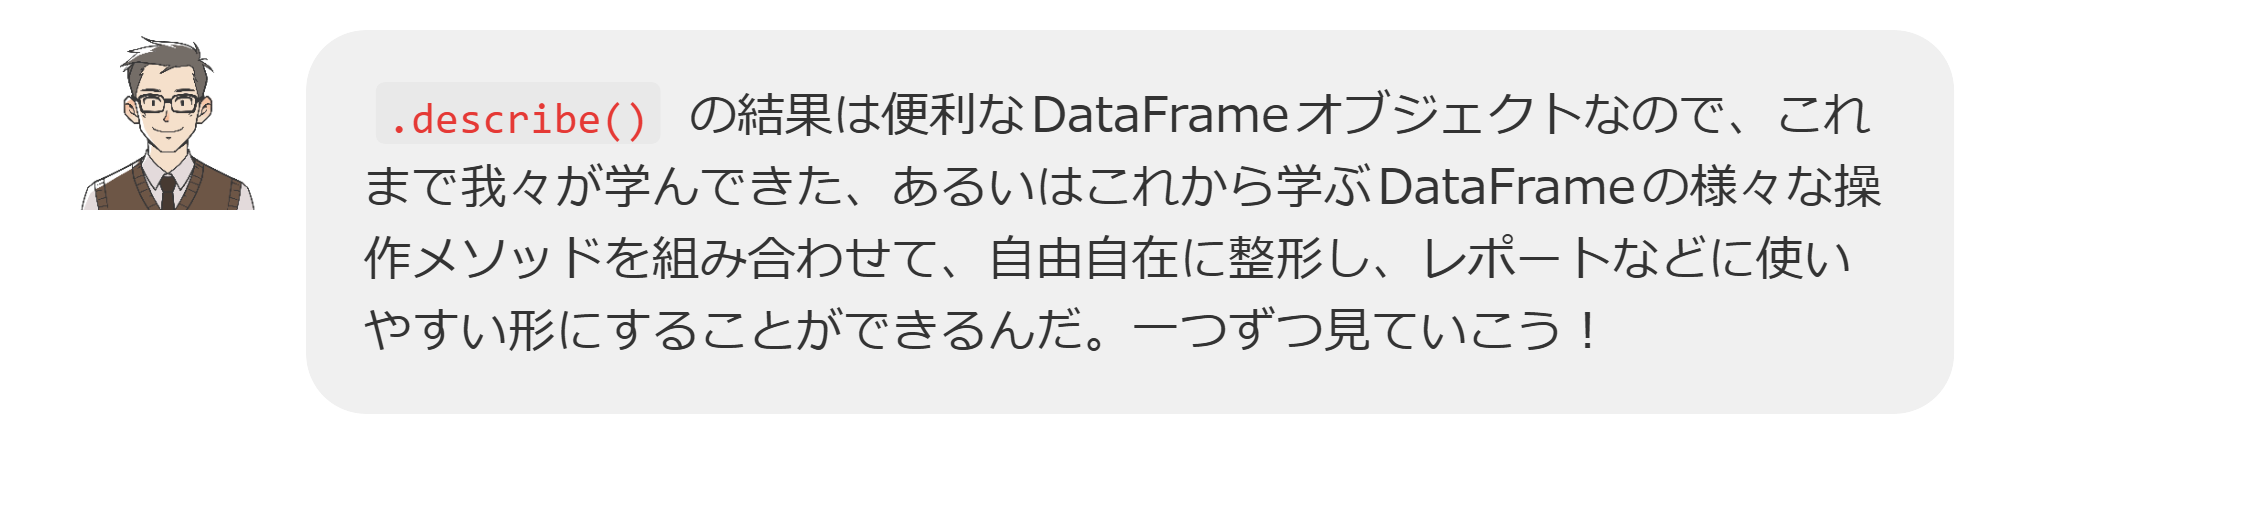 .describe() の結果は便利なDataFrameオブジェクトなので、これ
まで我々が学んできた、あるいはこれから学ぶDataFrameの様々な操
作メソッドを組み合わせて、自由自在に整形し、レポートなどに使い
やすい形にすることができるんだ。一つずつ見ていこう！